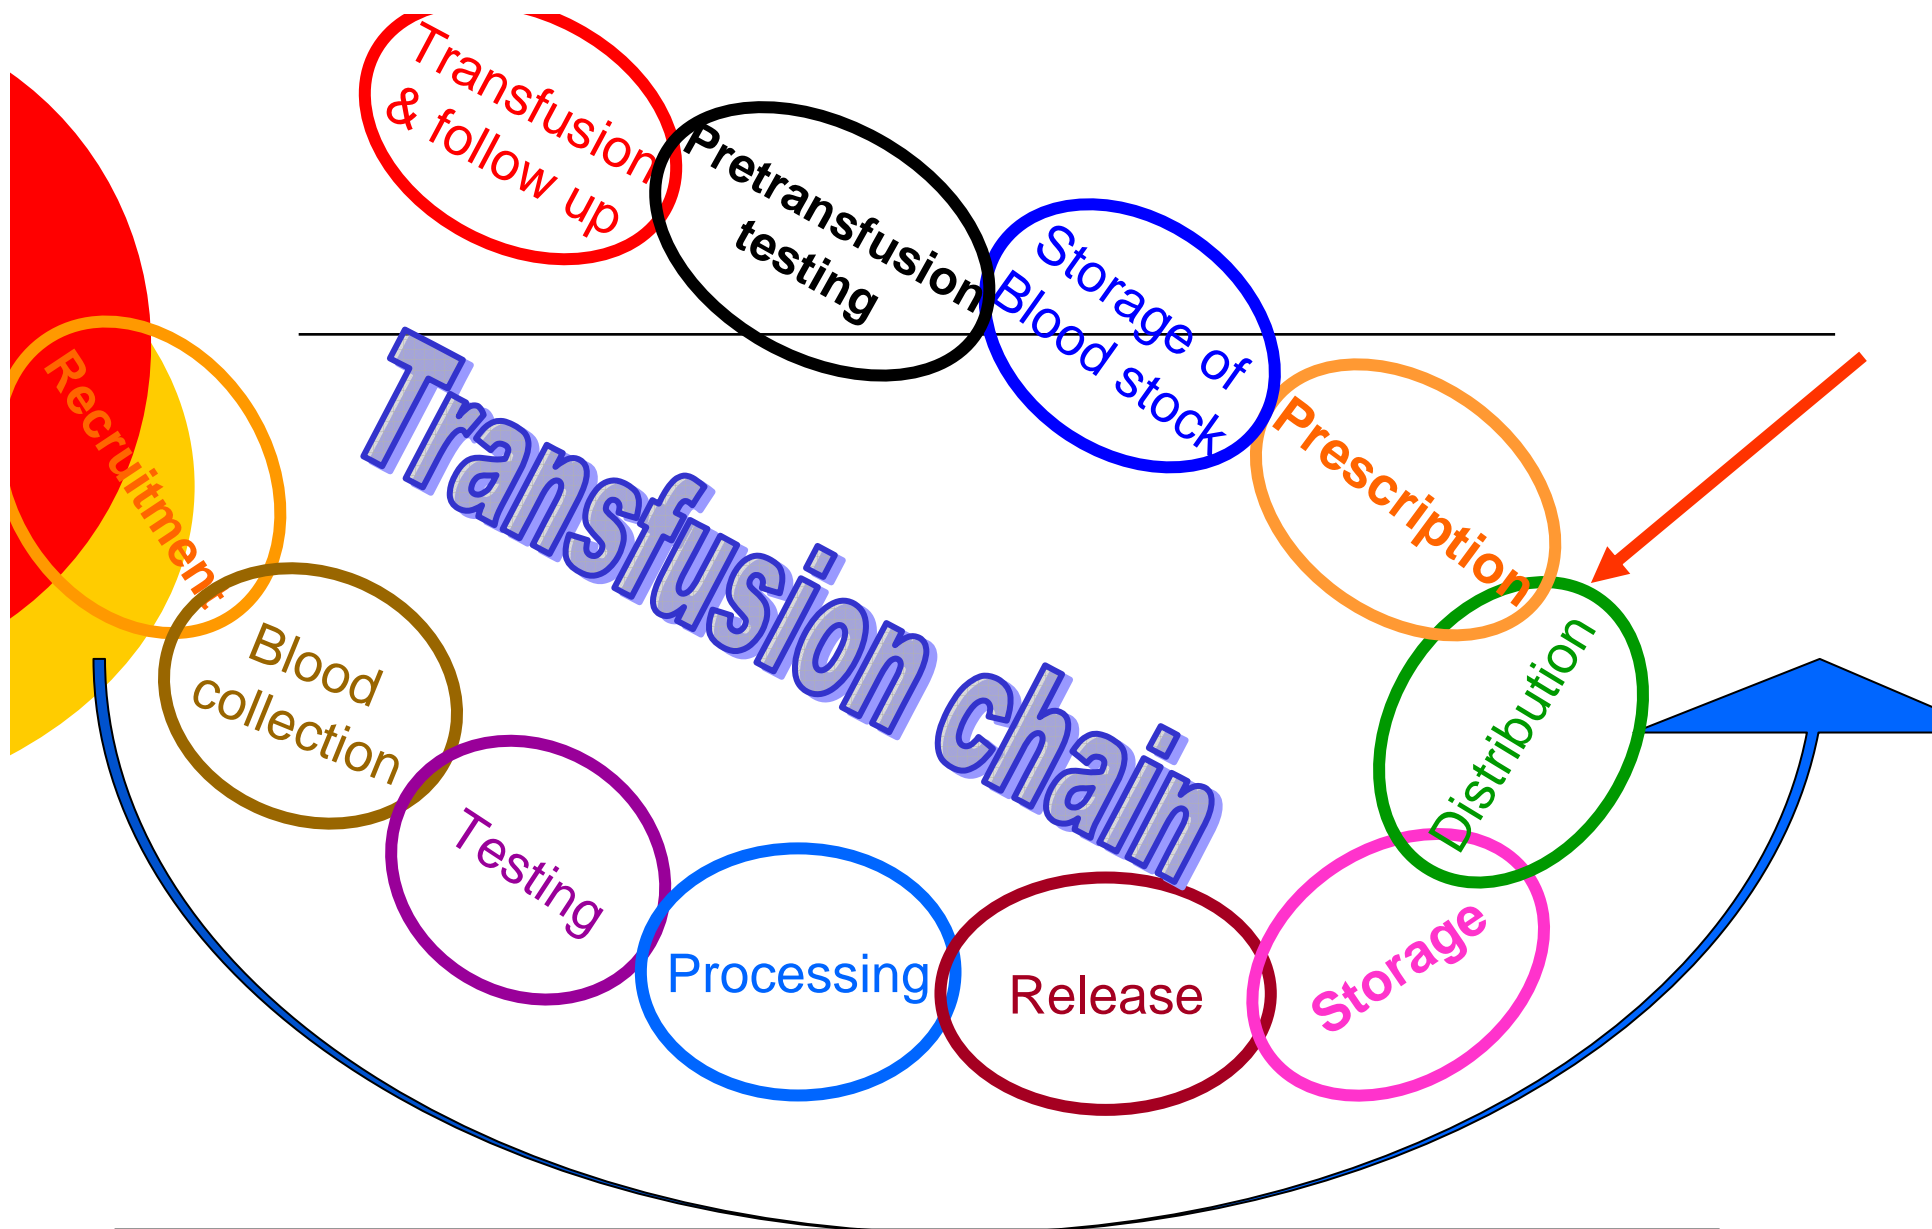 Transfusion
& follow up
Pretransfusion
testing
Storage of
Blood stock
Prescription
Recruitment
Transfusion chain
Blood
collection
Distribution
Testing
Processing
Release
Storage